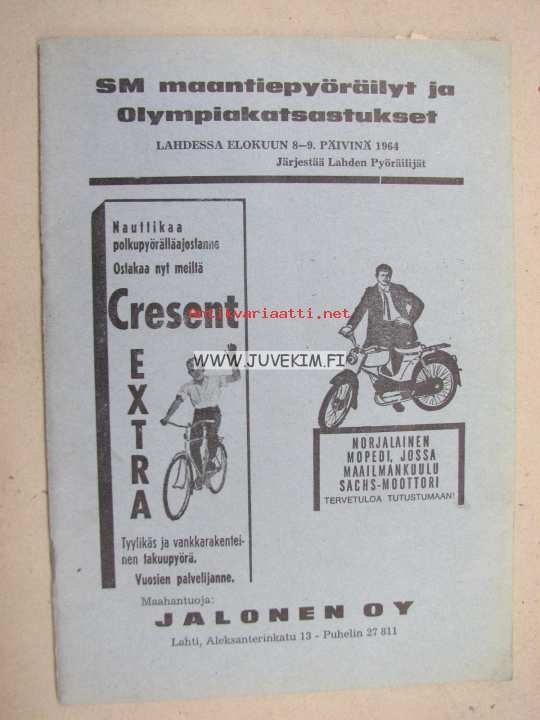 SM maantiepyöräilyt ja
Olympiakatsastukset
LAHDESSA ELOKUUN 8–9. PÄIVINÄ 1964
Järjestää Lahden Pyöräilijät
Nauttikaa
polkupyörälläajostanne
Ostakaa nyt meiltä
Cresent
EXTRA
Tyylikäs ja vankkarakentei-
nen takuupyörä.
Vuosien palvelijanne.
Antikvariaatti.net
WWW.JUVEKIM.FI
NORJALAINEN
MOPEDI, JOSSA
MAAILMANKUULU
SACHS-MOOTTORI
TERVETULOA TUTUSTUMAAN!
Maahantuoja:
JALONEN OY
Lahti, Aleksanterinkatu 13 - Puhelin 27 811